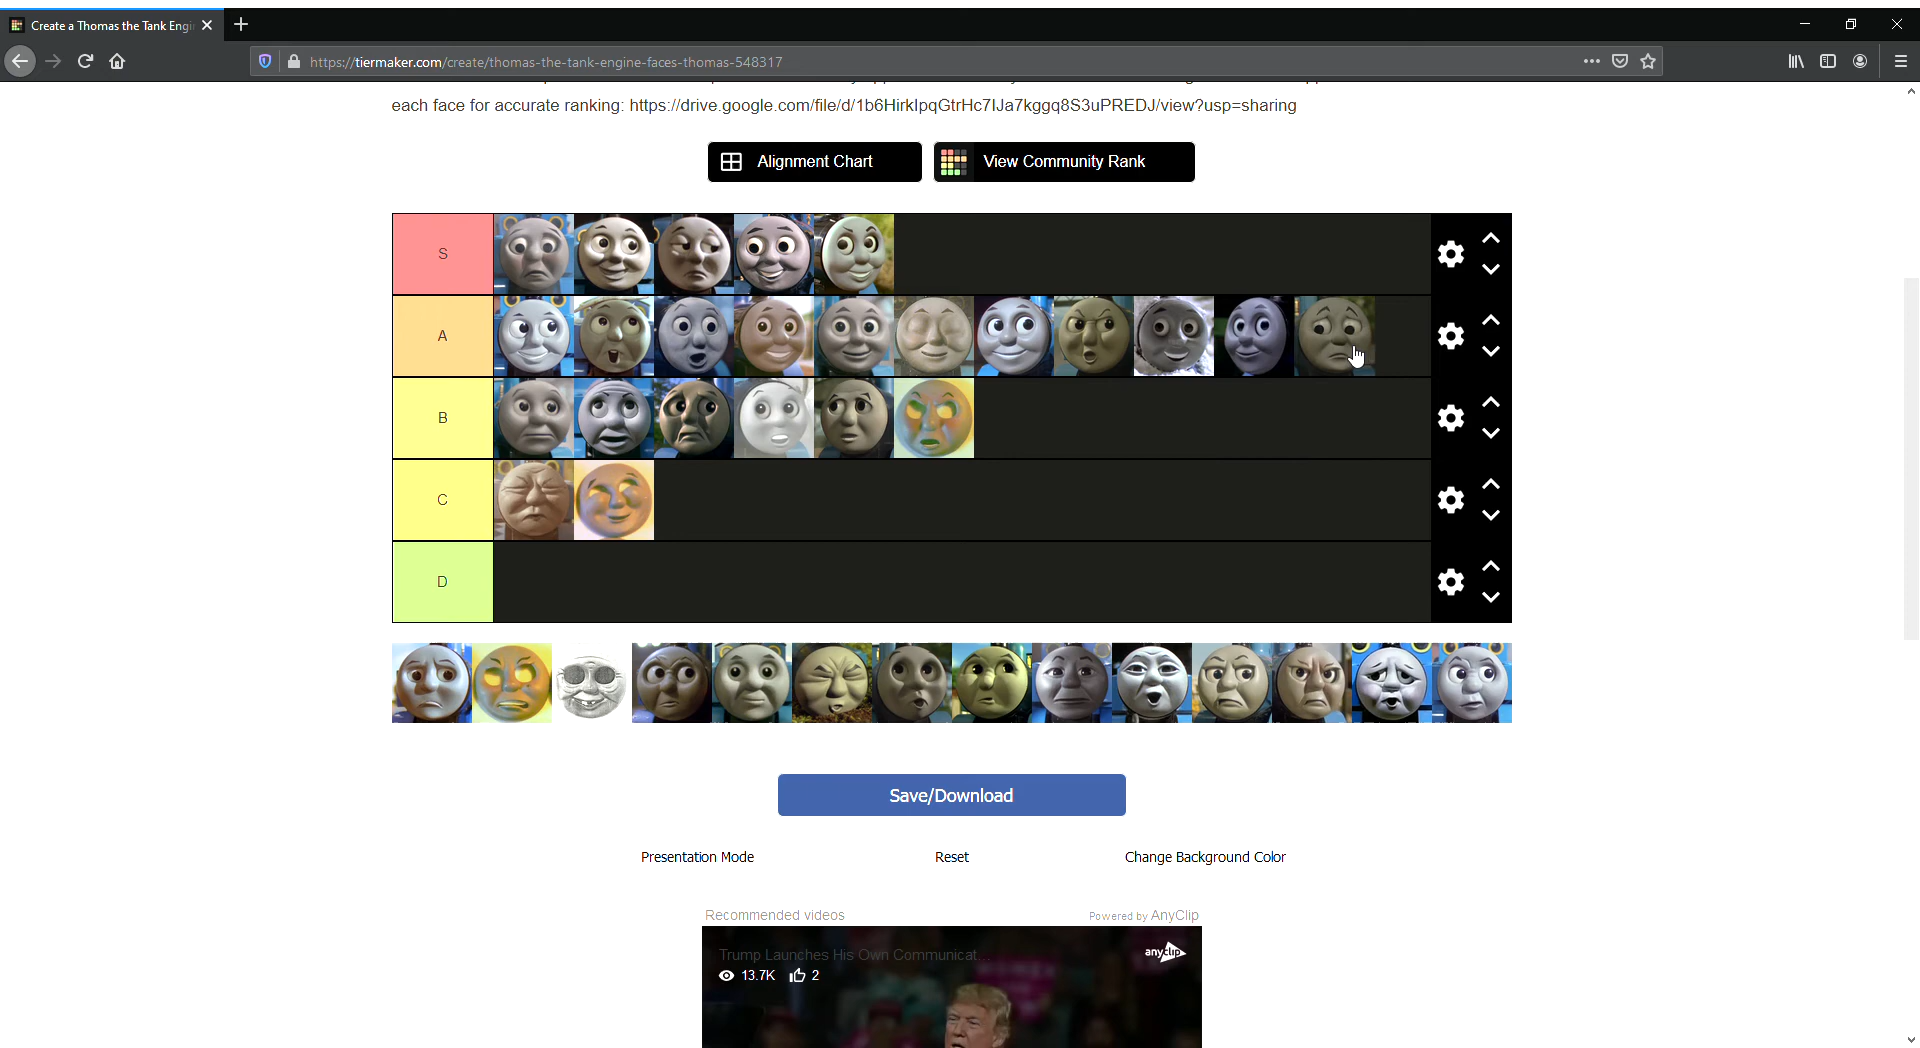 Create a Thomas the Tank Engi
https://tiermaker.com/create/thomas-the-tank-engine-faces-thomas-548317
each face for accurate ranking: https://drive.google.com/file/d/1b6HirkIpqGtrHc7IJa7kggq8S3uPREDJ/view?usp=sharing
Alignment Chart
View Community Rank
S
A
B
C
D
Save/Download
Presentation Mode
Reset
Change Background Color
Recommended videos
Powered by AnyClip
Trump Launches His Own Communicat...
anyclip
13.7K
2